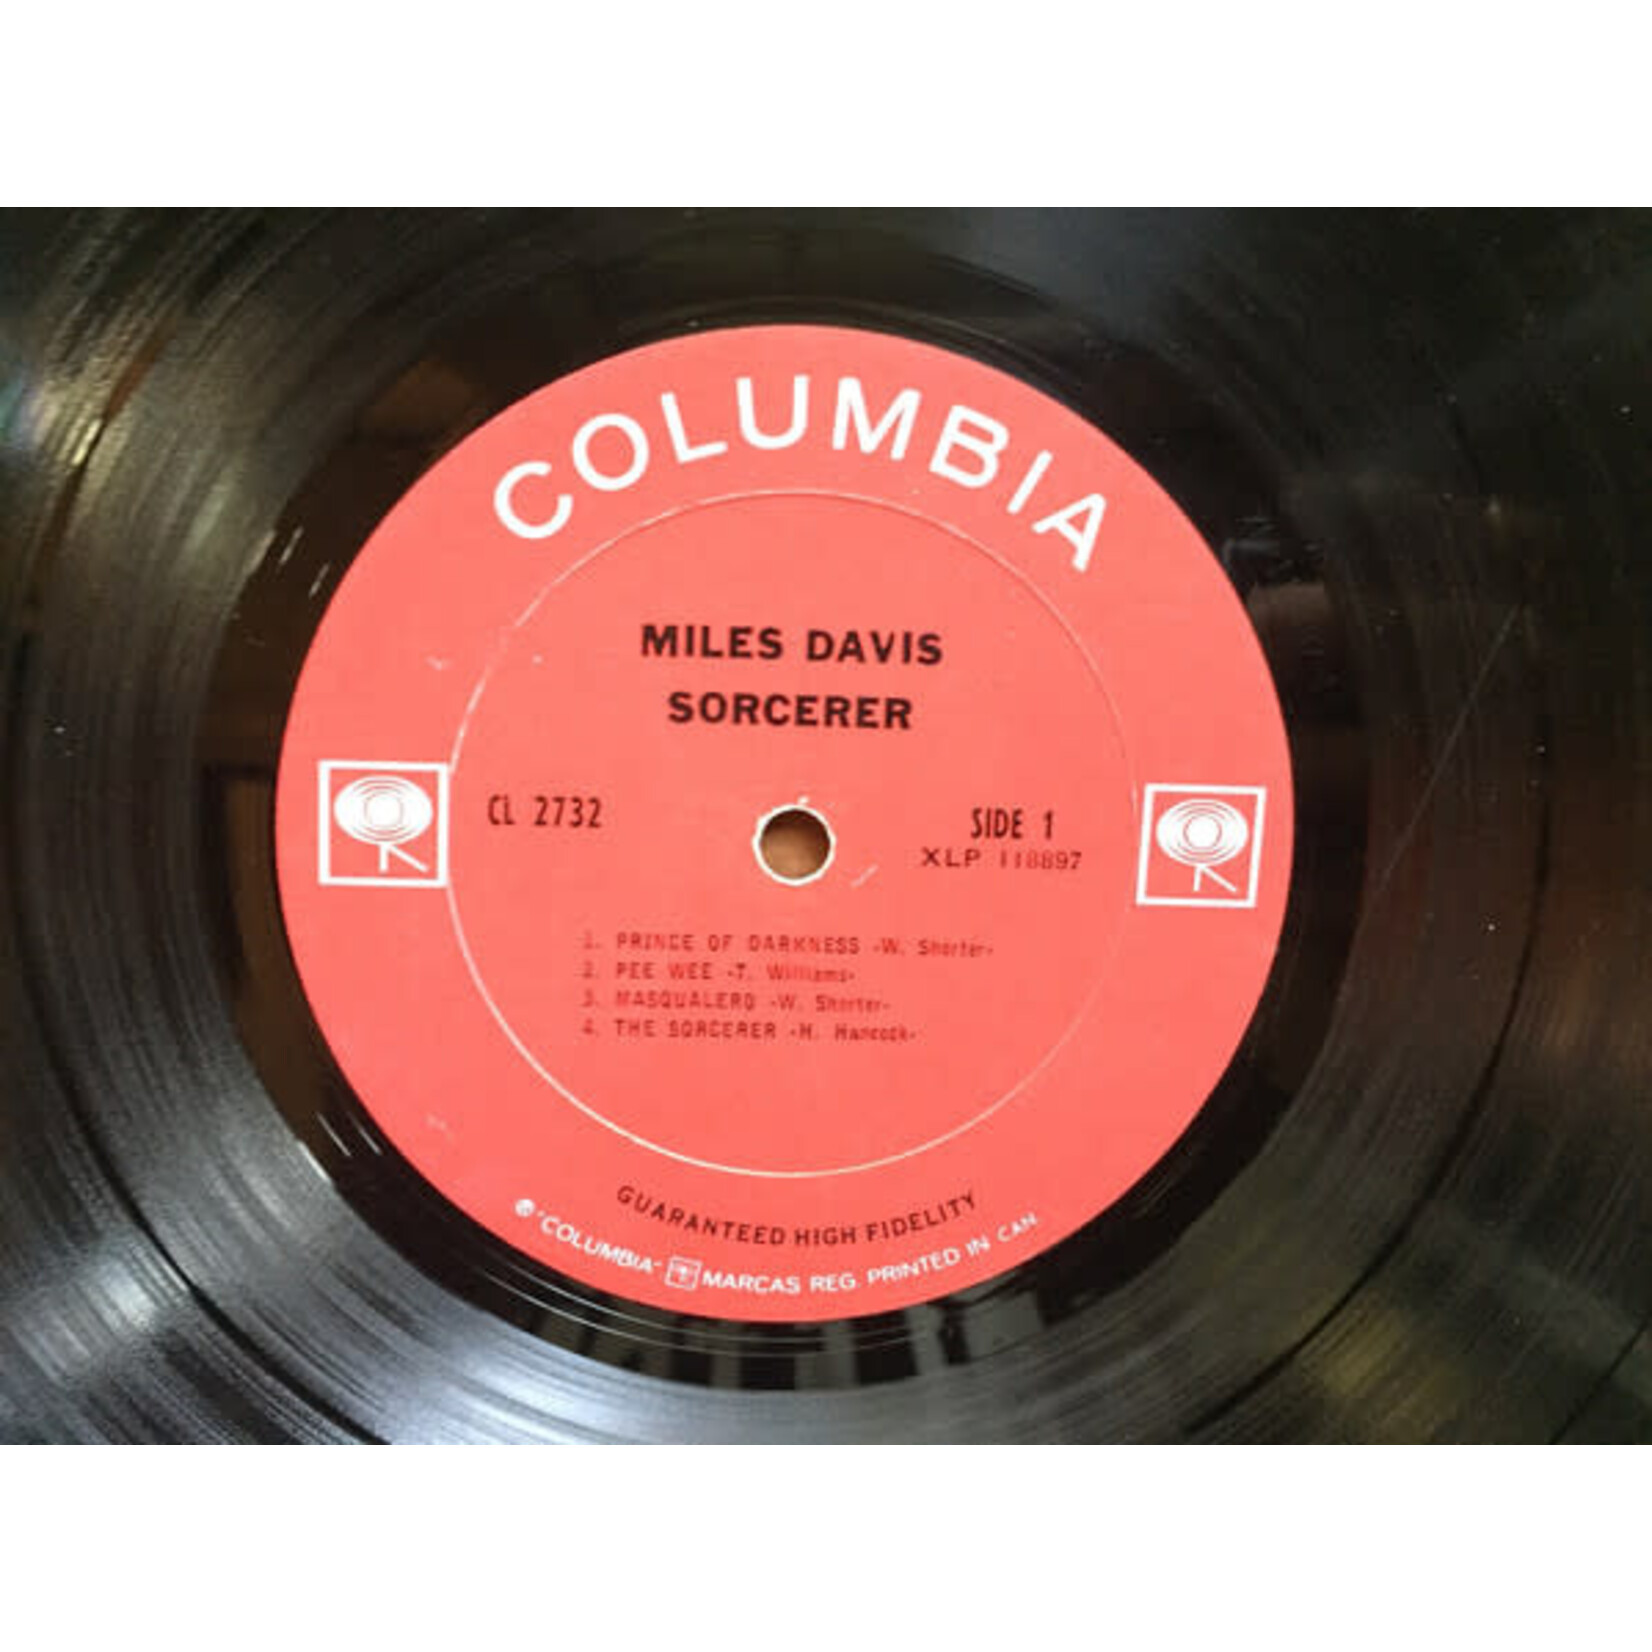 COLUMBIA
MILES DAVIS
SORCERER
CL 2732
SIDE 1
XLP 118897
1. PRINCE OF DARKNESS -W. Shorter-
2. PEE WEE -T. Williams-
3. MASQUALERO -W. Shorter-
4. THE SORCERER -H. Hancock-
GUARANTEED HIGH FIDELITY
"COLUMBIA" MARCAS REG. PRINTED IN CAN.